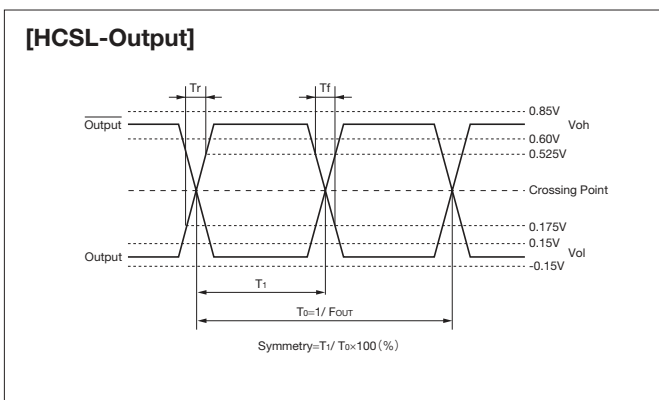 [HCSL-Output]
Tr Tf
0.85V
Output Voh
0.60V
0.525V
Crossing Point
0.175V
0.15V
Output Vol
-0.15V
T1
T0=1/ FOUT
Symmetry=T1/ T0×100(%)